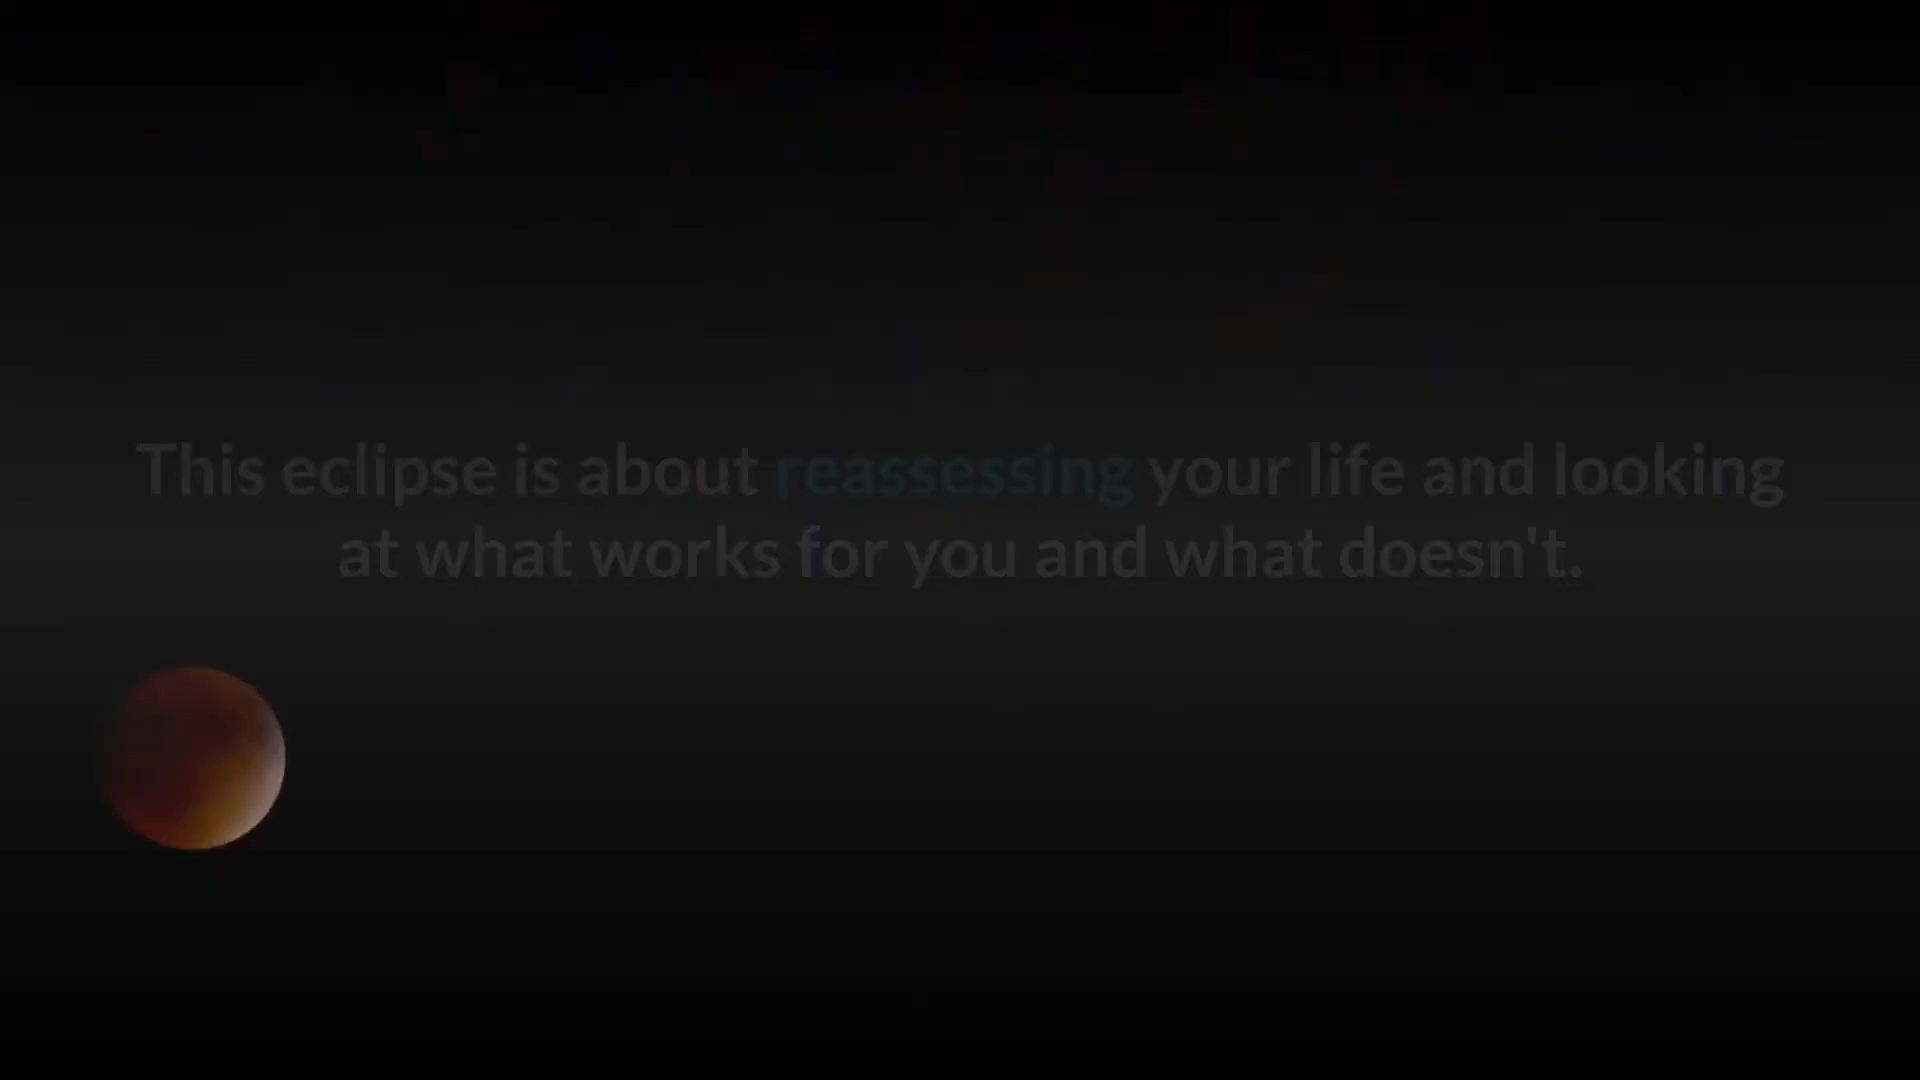 This eclipse is about reassessing your life and looking
at what works for you and what doesn't.